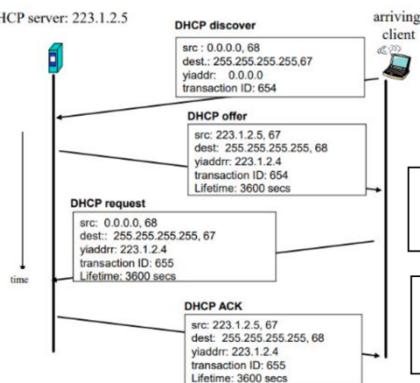 HCP server: 223.1.2.5
arriving
client
DHCP discover
src : 0.0.0.0, 68
dest.: 255.255.255.255,67
yiaddr: 0.0.0.0
transaction ID: 654
DHCP offer
src: 223.1.2.5, 67
dest: 255.255.255.255, 68
yiaddrr: 223.1.2.4
transaction ID: 654
Lifetime: 3600 secs
DHCP request
src: 0.0.0.0, 68
dest:: 255.255.255.255, 67
yiaddrr: 223.1.2.4
transaction ID: 655
Lifetime: 3600 secs
time
DHCP ACK
src: 223.1.2.5, 67
dest: 255.255.255.255, 68
yiaddrr: 223.1.2.4
transaction ID: 655
Lifetime: 3600 secs